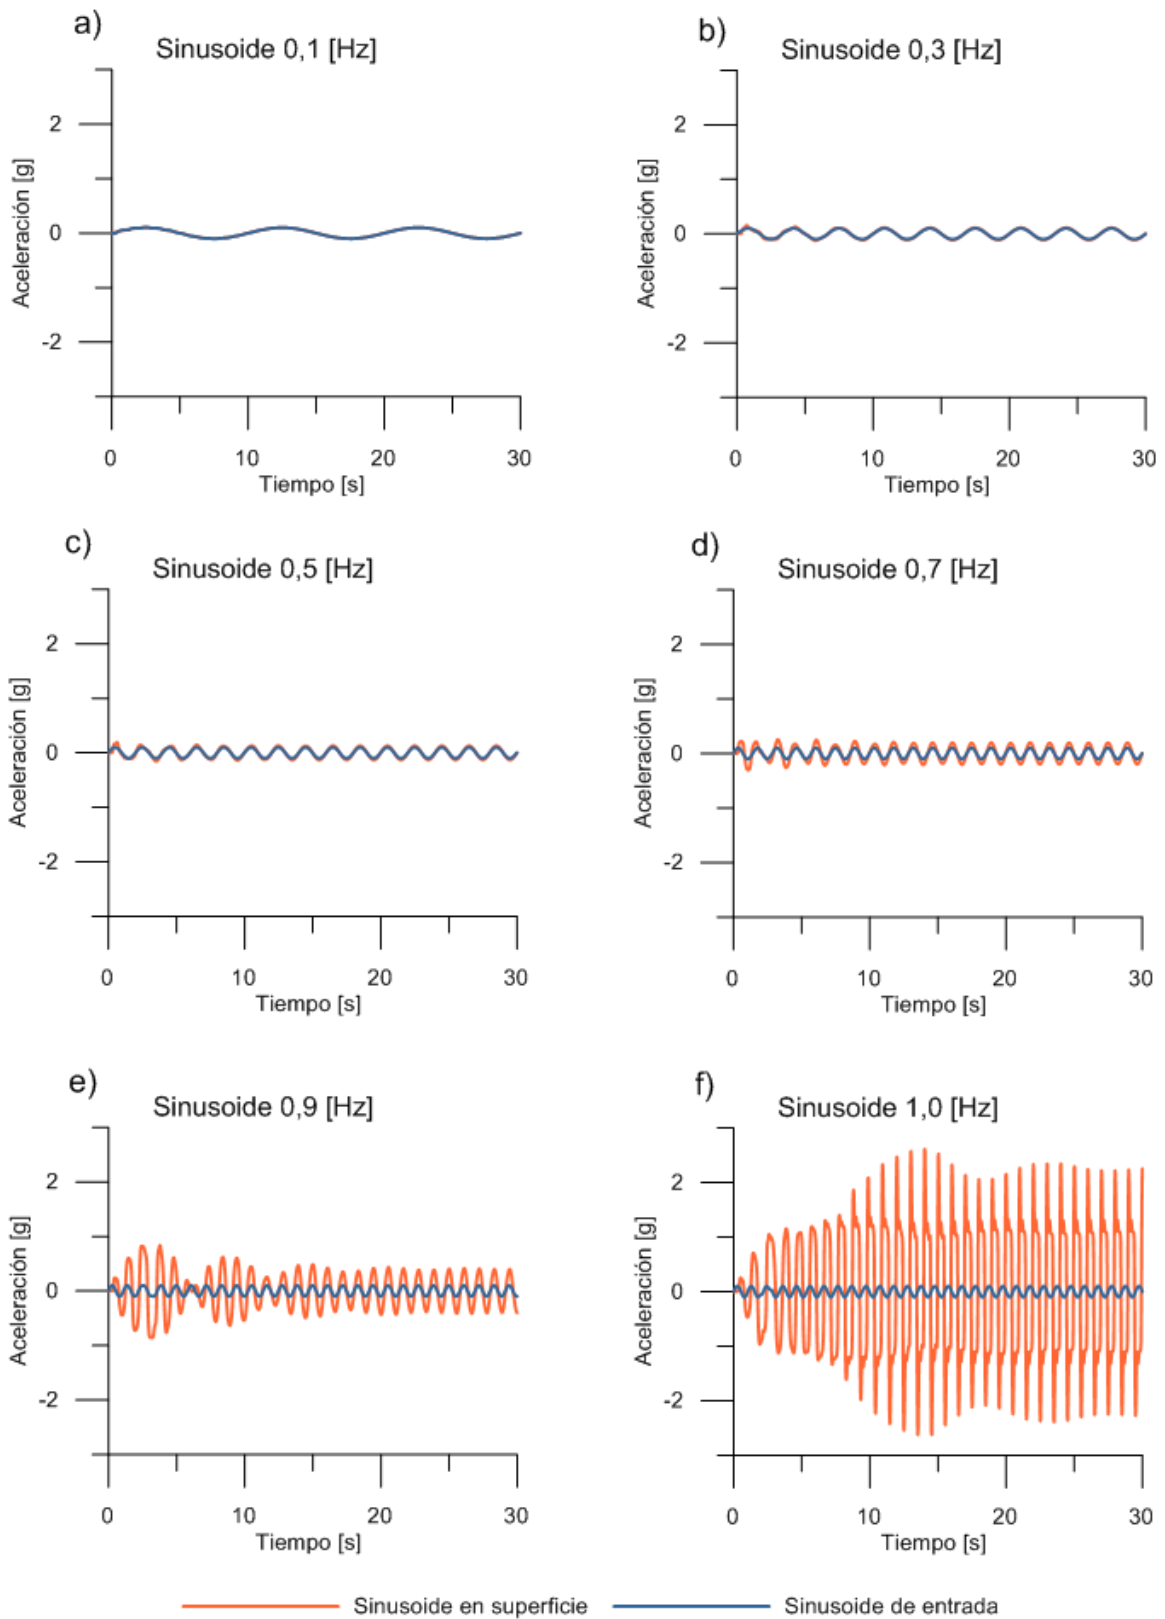 a)
Sinusoide 0,1 [Hz]
Aceleración [g]
2
0
-2
0 10 20 30
Tiempo [s]
b)
Sinusoide 0,3 [Hz]
Aceleración [g]
2
0
-2
0 10 20 30
Tiempo [s]
c)
Sinusoide 0,5 [Hz]
Aceleración [g]
2
0
-2
0 10 20 30
Tiempo [s]
d)
Sinusoide 0,7 [Hz]
Aceleración [g]
2
0
-2
0 10 20 30
Tiempo [s]
e)
Sinusoide 0,9 [Hz]
Aceleración [g]
2
0
-2
0 10 20 30
Tiempo [s]
f)
Sinusoide 1,0 [Hz]
Aceleración [g]
2
0
-2
0 10 20 30
Tiempo [s]
Sinusoide en superficie Sinusoide de entrada